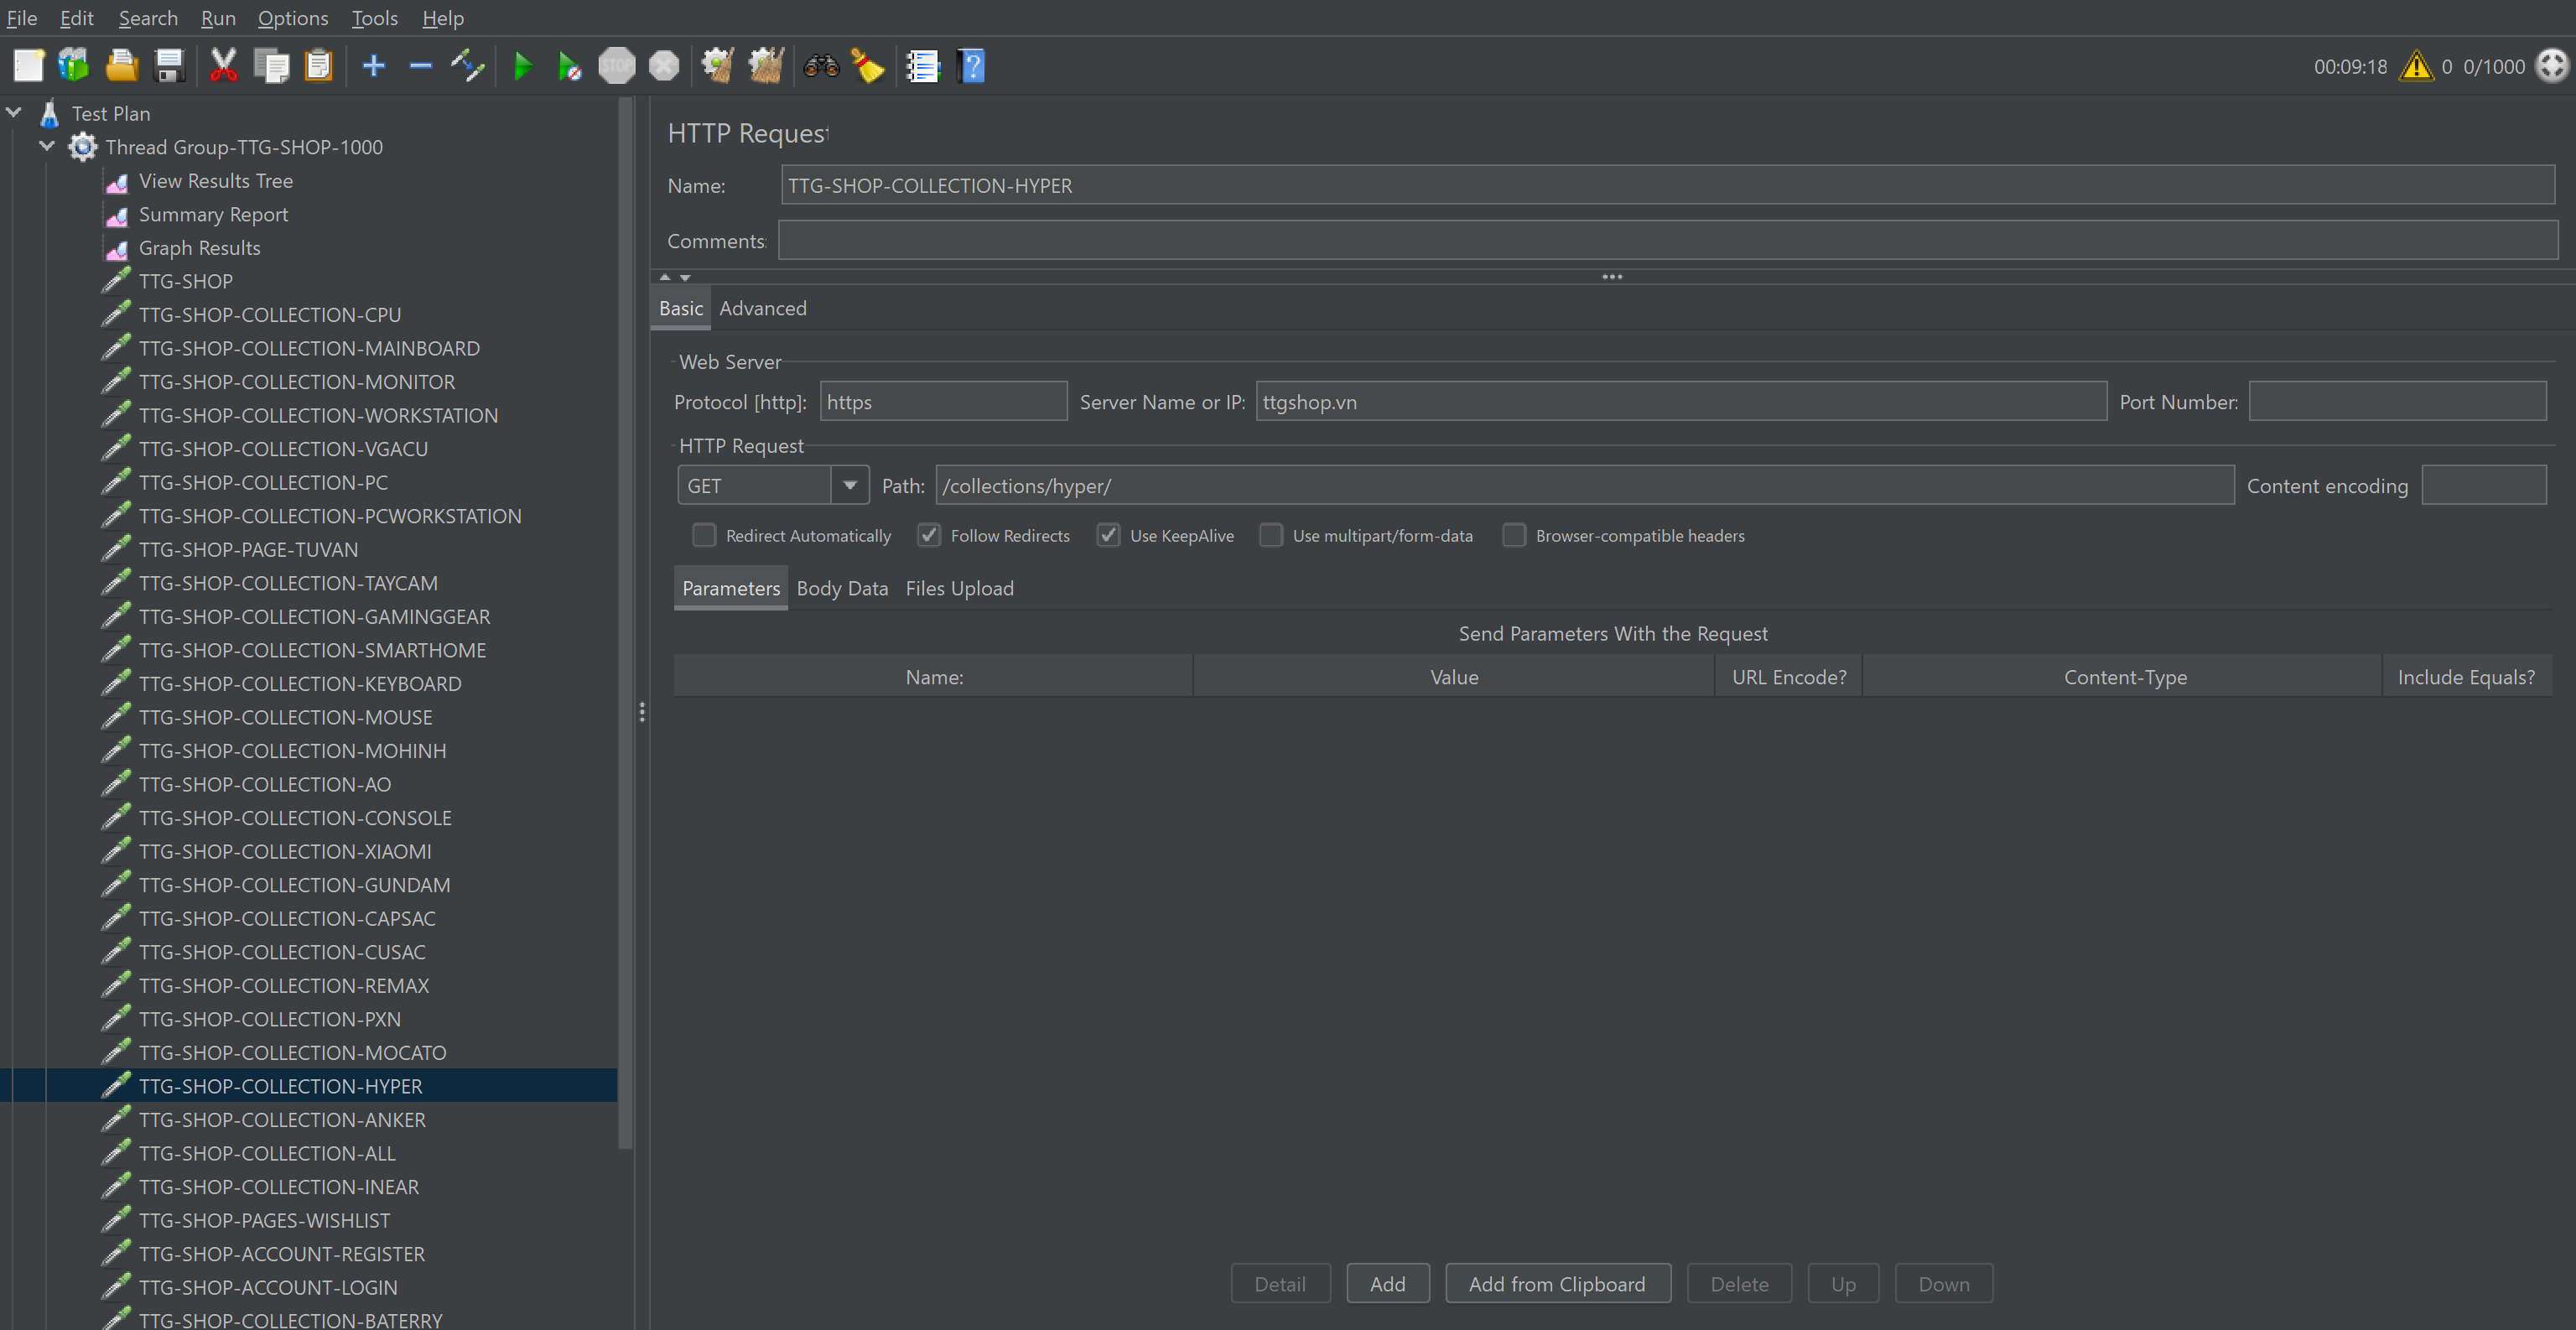 File Edit Search Run Options Tools Help
STOP
00:09:18 0 0/1000
Test Plan
Thread Group-TTG-SHOP-1000
View Results Tree
Summary Report
Graph Results
TTG-SHOP
TTG-SHOP-COLLECTION-CPU
TTG-SHOP-COLLECTION-MAINBOARD
TTG-SHOP-COLLECTION-MONITOR
TTG-SHOP-COLLECTION-WORKSTATION
TTG-SHOP-COLLECTION-VGACU
TTG-SHOP-COLLECTION-PC
TTG-SHOP-COLLECTION-PCWORKSTATION
TTG-SHOP-PAGE-TUVAN
TTG-SHOP-COLLECTION-TAYCAM
TTG-SHOP-COLLECTION-GAMINGGEAR
TTG-SHOP-COLLECTION-SMARTHOME
TTG-SHOP-COLLECTION-KEYBOARD
TTG-SHOP-COLLECTION-MOUSE
TTG-SHOP-COLLECTION-MOHINH
TTG-SHOP-COLLECTION-AO
TTG-SHOP-COLLECTION-CONSOLE
TTG-SHOP-COLLECTION-XIAOMI
TTG-SHOP-COLLECTION-GUNDAM
TTG-SHOP-COLLECTION-CAPSAC
TTG-SHOP-COLLECTION-CUSAC
TTG-SHOP-COLLECTION-REMAX
TTG-SHOP-COLLECTION-PXN
TTG-SHOP-COLLECTION-MOCATO
TTG-SHOP-COLLECTION-HYPER
TTG-SHOP-COLLECTION-ANKER
TTG-SHOP-COLLECTION-ALL
TTG-SHOP-COLLECTION-INEAR
TTG-SHOP-PAGES-WISHLIST
TTG-SHOP-ACCOUNT-REGISTER
TTG-SHOP-ACCOUNT-LOGIN
TTG-SHOP-COLLECTION-BATERRY
HTTP Request
Name: TTG-SHOP-COLLECTION-HYPER
Comments:
Basic Advanced
Web Server
Protocol [http]: https Server Name or IP: ttgshop.vn Port Number:
HTTP Request
GET Path: /collections/hyper/ Content encoding
Redirect Automatically Follow Redirects Use KeepAlive Use multipart/form-data Browser-compatible headers
Parameters Body Data Files Upload
Send Parameters With the Request
Name: Value URL Encode? Content-Type Include Equals?
Detail Add Add from Clipboard Delete Up Down